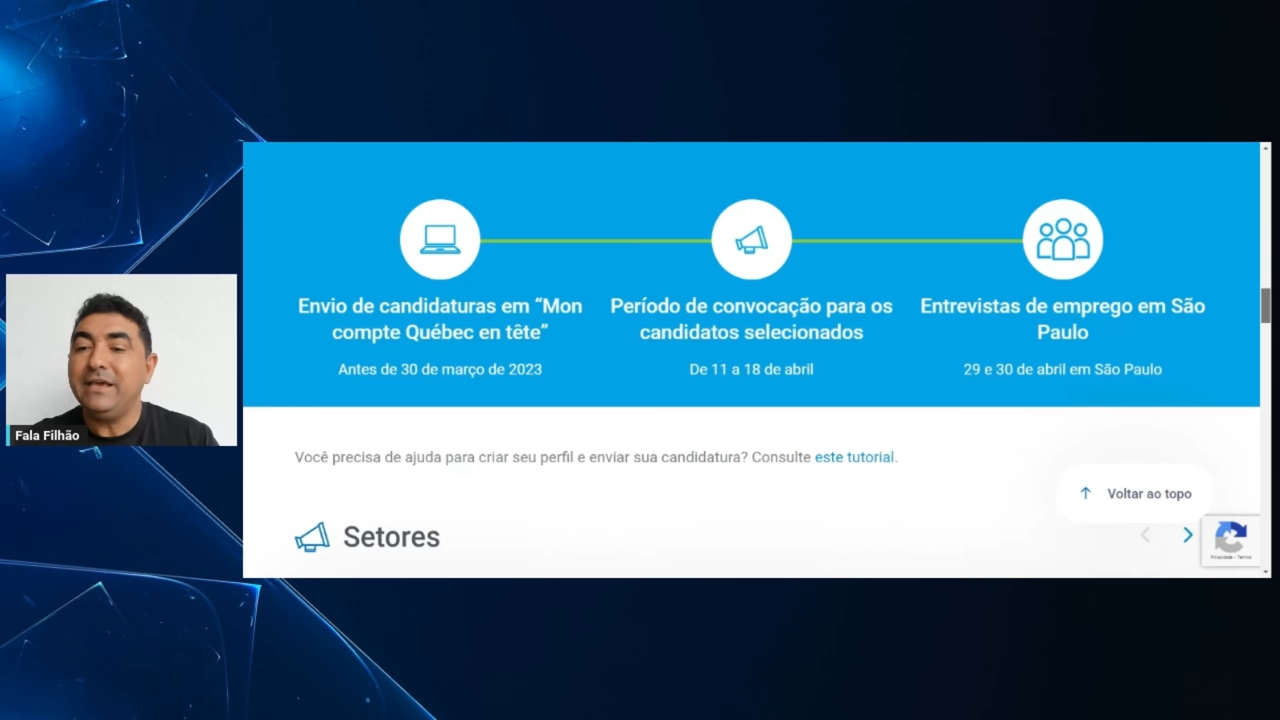 Envio de candidaturas em “Mon
compte Québec en tête”
Antes de 30 de março de 2023
Período de convocação para os
candidatos selecionados
De 11 a 18 de abril
Entrevistas de emprego em São
Paulo
29 e 30 de abril em São Paulo
Fala Filhão
Você precisa de ajuda para criar seu perfil e enviar sua candidatura? Consulte este tutorial.
Voltar ao topo
Setores
Privacidade - Termos